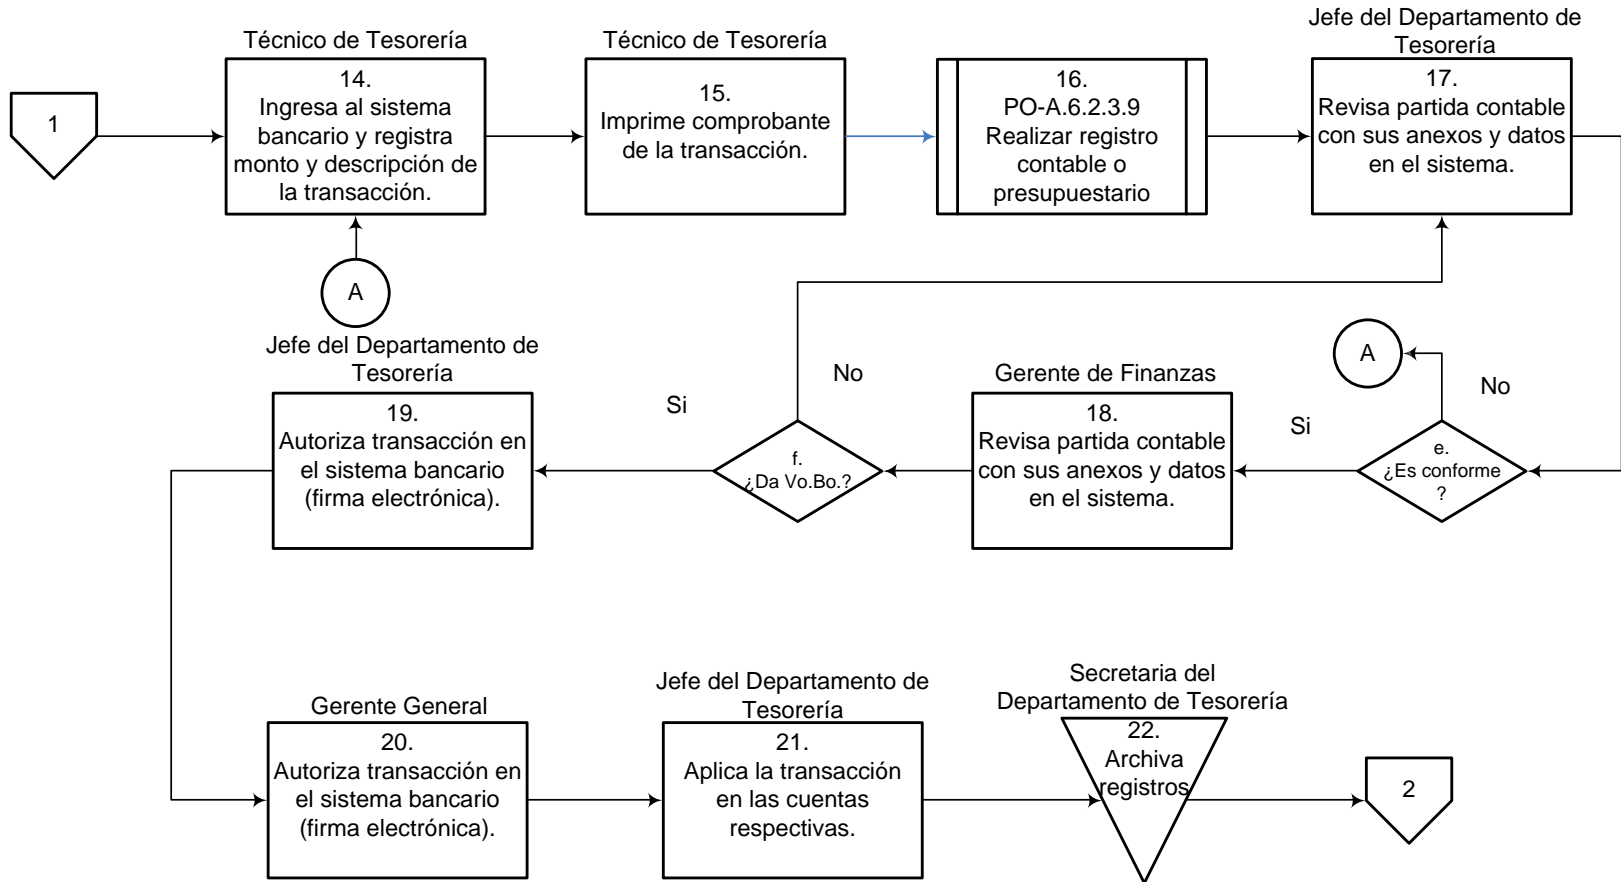 1
Técnico de Tesorería
14.
Ingresa al sistema
bancario y registra
monto y descripción de
la transacción.
Técnico de Tesorería
15.
Imprime comprobante
de la transacción.
16.
PO-A.6.2.3.9
Realizar registro
contable o
presupuestario
Jefe del Departamento de
Tesorería
17.
Revisa partida contable
con sus anexos y datos
en el sistema.
A
A
No
e.
¿Es conforme
?
Si
Gerente de Finanzas
18.
Revisa partida contable
con sus anexos y datos
en el sistema.
No
f.
¿Da Vo.Bo.?
Si
Jefe del Departamento de
Tesorería
19.
Autoriza transacción en
el sistema bancario
(firma electrónica).
Gerente General
20.
Autoriza transacción en
el sistema bancario
(firma electrónica).
Jefe del Departamento de
Tesorería
21.
Aplica la transacción
en las cuentas
respectivas.
Secretaria del
Departamento de Tesorería
22.
Archiva
registros
2